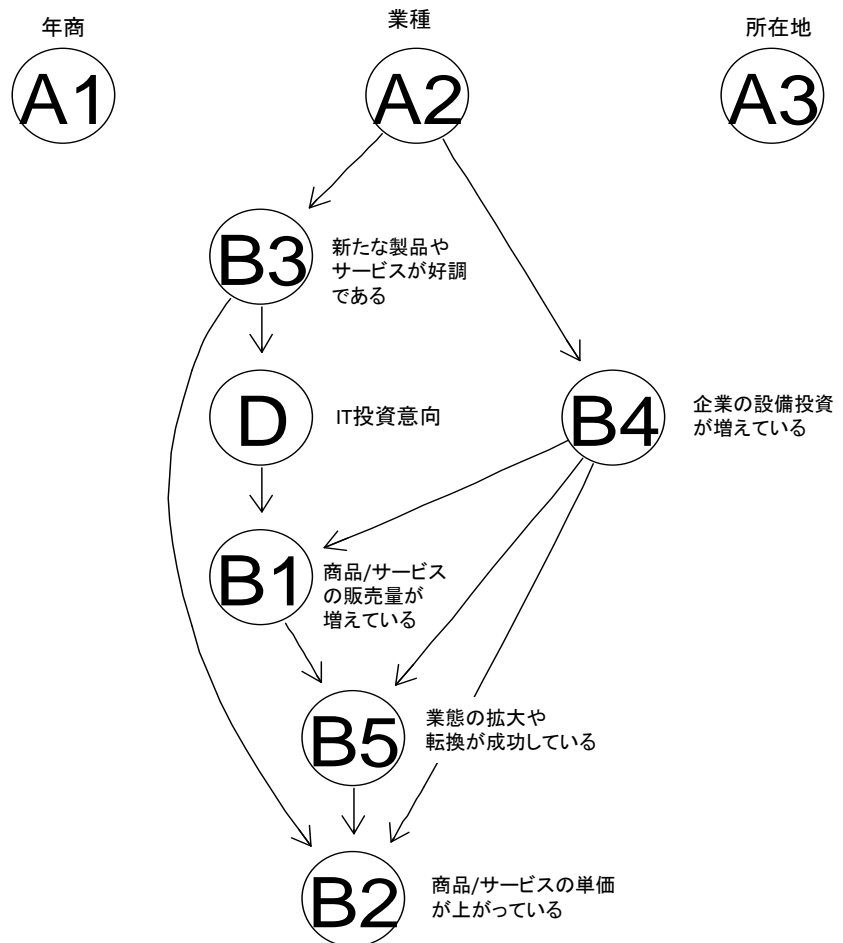 年商
業種
所在地
A1
A2
A3
B3
新たな製品や
サービスが好調
である
D
IT投資意向
B4
企業の設備投資
が増えている
B1
商品/サービス
の販売量が
増えている
B5
業態の拡大や
転換が成功している
B2
商品/サービスの単価
が上がっている